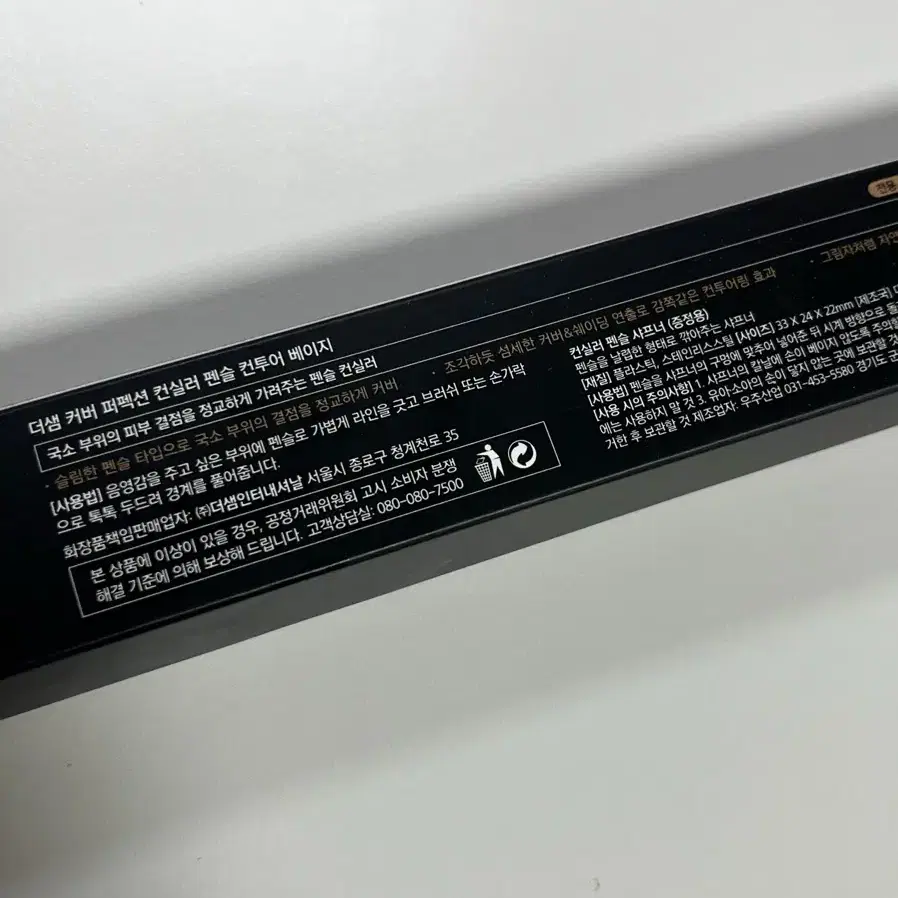 더샘 커버 퍼펙션 컨실러 펜슬 컨투어 베이지
국소 부위의 피부 결점을 정교하게 가려주는 펜슬 컨실러
· 슬림한 펜슬 타입으로 국소 부위의 결점을 정교하게 커버 · 조각하듯 섬세한 커버&쉐이딩 연출로 감쪽같은 컨투어링 효과 · 그림자처럼 자연
[사용법] 음영감을 주고 싶은 부위에 펜슬로 가볍게 라인을 긋고 브러쉬 또는 손가락
으로 톡톡 두드려 경계를 풀어줍니다.
화장품책임판매업자: ㈜더샘인터내셔날 서울시 종로구 청계천로 35
본 상품에 이상이 있을 경우, 공정거래위원회 고시 소비자 분쟁
해결 기준에 의해 보상해 드립니다. 고객상담실: 080-080-7500
전용
컨실러 펜슬 샤프너 (증정용)
펜슬을 날렵한 형태로 깎아주는 샤프너
[재질] 플라스틱, 스테인리스스틸 [사이즈] 33 X 24 X 22mm [제조국]
[사용법] 펜슬을 샤프너의 구멍에 맞추어 넣어준 뒤 시계 방향으로
[사용 시의 주의사항] 1. 샤프너의 칼날에 손이 베이지 않도록
에는 사용하지 말 것 3. 유아소아의 손이 닿지 않는 곳에 보관할 것
거한 후 보관할 것 제조업자: 우주산업 031-453-5580 경기도